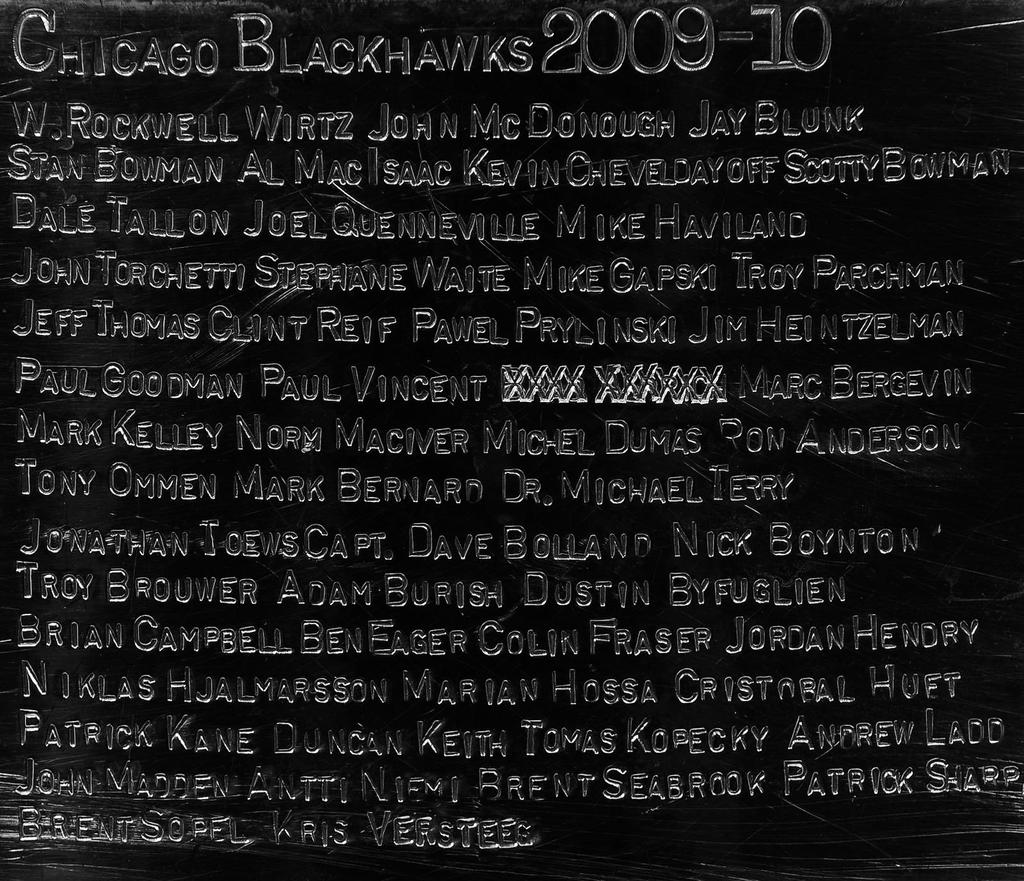 CHICAGO BLACKHAWKS 2009-10
W. ROCKWELL WIRTZ JOHN MCDONOUGH JAY BLUNK
STAN BOWMAN AL MACISAAC KEVIN CHEVELDAYOFF SCOTTY BOWMAN
DALE TALLON JOEL QUENNEVILLE MIKE HAVILAND
JOHN TORCHETTI STEPHANE WAITE MIKE GAPSKI TROY PARCHMAN
JEFF THOMAS CLINT REIF PAWEL PRYLINSKI JIM HEINTZELMAN
PAUL GOODMAN PAUL VINCENT XXXX XXXXXX MARC BERGEVIN
MARK KELLEY NORM MACIVER MICHEL DUMAS RON ANDERSON
TONY OMMEN MARK BERNARD DR. MICHAEL TERRY
JONATHAN TOEWS CAPT. DAVE BOLLAND NICK BOYNTON
TROY BROUWER ADAM BURISH DUSTIN BYFUGLIEN
BRIAN CAMPBELL BEN EAGER COLIN FRASER JORDAN HENDRY
NIKLAS HJALMARSSON MARIAN HOSSA CRISTOBAL HUET
PATRICK KANE DUNCAN KEITH TOMAS KOPECKY ANDREW LADD
JOHN MADDEN ANTTI NIEMI BRENT SEABROOK PATRICK SHARP
BRENT SOPEL KRIS VERSTEEG